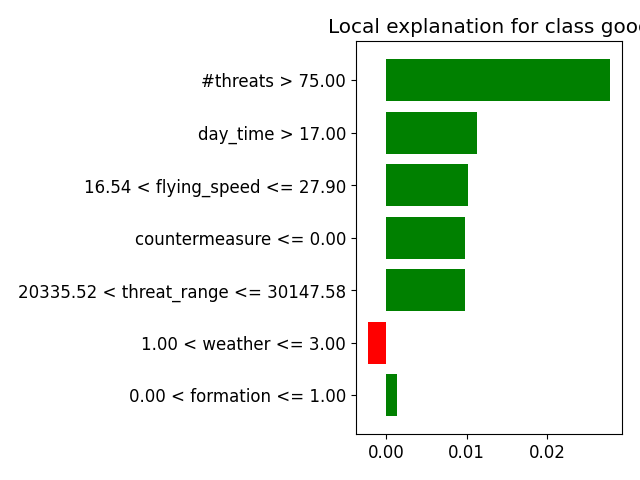 Local explanation for class good
#threats > 75.00
day_time > 17.00
16.54 < flying_speed <= 27.90
countermeasure <= 0.00
20335.52 < threat_range <= 30147.58
1.00 < weather <= 3.00
0.00 < formation <= 1.00
0.00 0.01 0.02